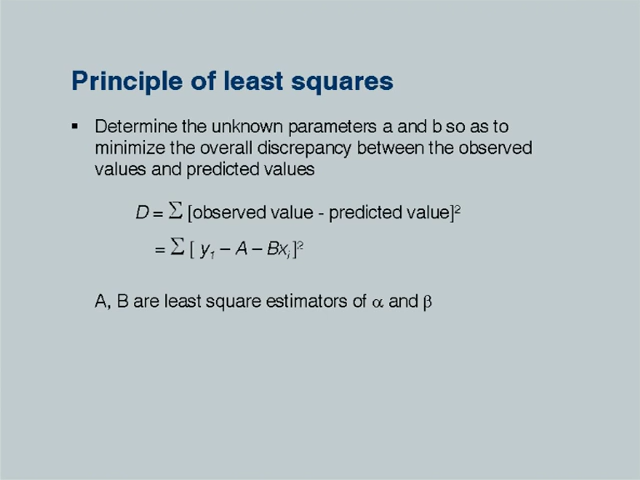 Principle of least squares
▪ Determine the unknown parameters a and b so as to
minimize the overall discrepancy between the observed
values and predicted values
D = Σ [observed value - predicted value]²
= Σ [ y₁ – A – Bxᵢ]²
A, B are least square estimators of α and β